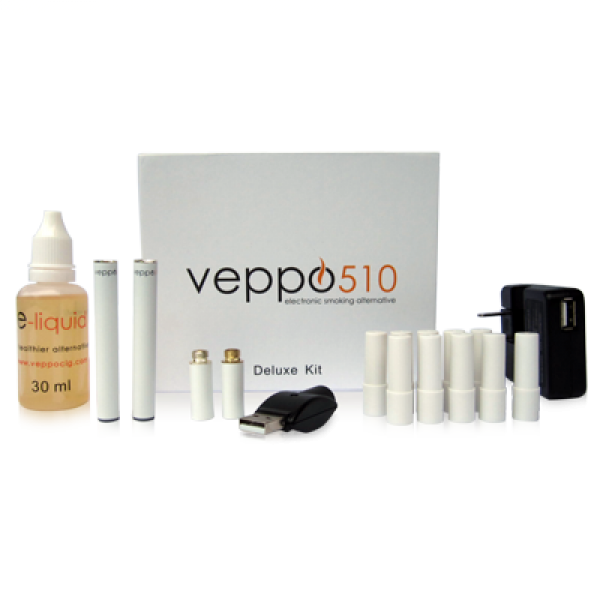 veppo510
electronic smoking alternative
Deluxe Kit
e-liquid
healthier alternative
www.veppocig.com
30 ml
veppo
veppo